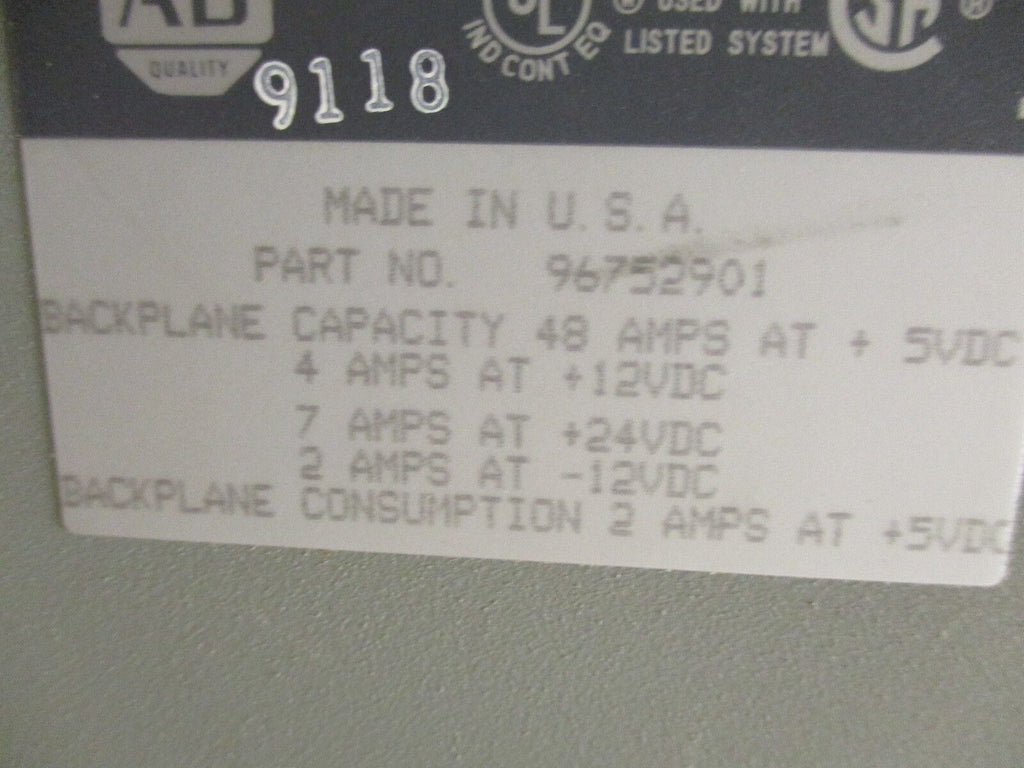 AB
QUALITY
9118
UL
IND CONT EQ
® USED WITH
LISTED SYSTEM
SA ®
MADE IN U.S.A.
PART NO. 96752901
BACKPLANE CAPACITY 48 AMPS AT + 5VDC
4 AMPS AT +12VDC
7 AMPS AT +24VDC
2 AMPS AT -12VDC
BACKPLANE CONSUMPTION 2 AMPS AT +5VDC